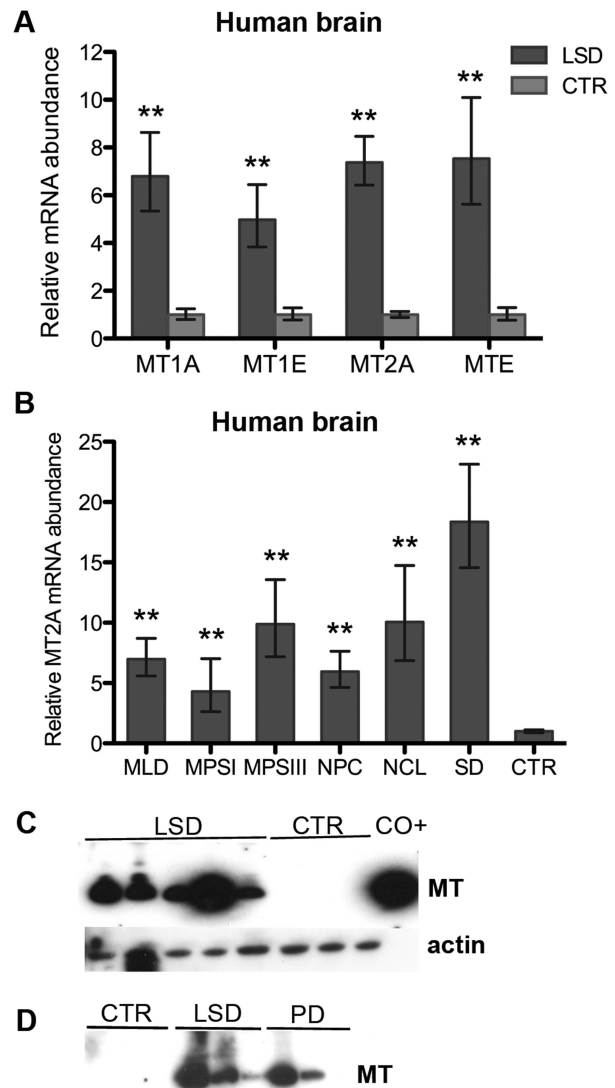 A
Human brain
LSD
CTR
Relative mRNA abundance
12
10
8
6
4
2
0
** ** ** **
MT1A MT1E MT2A MTE
B
Human brain
Relative MT2A mRNA abundance
25
20
15
10
5
0
** ** ** ** ** **
MLD MPSI MPSIII NPC NCL SD CTR
C
LSD CTR CO+
MT
actin
D
CTR LSD PD
MT